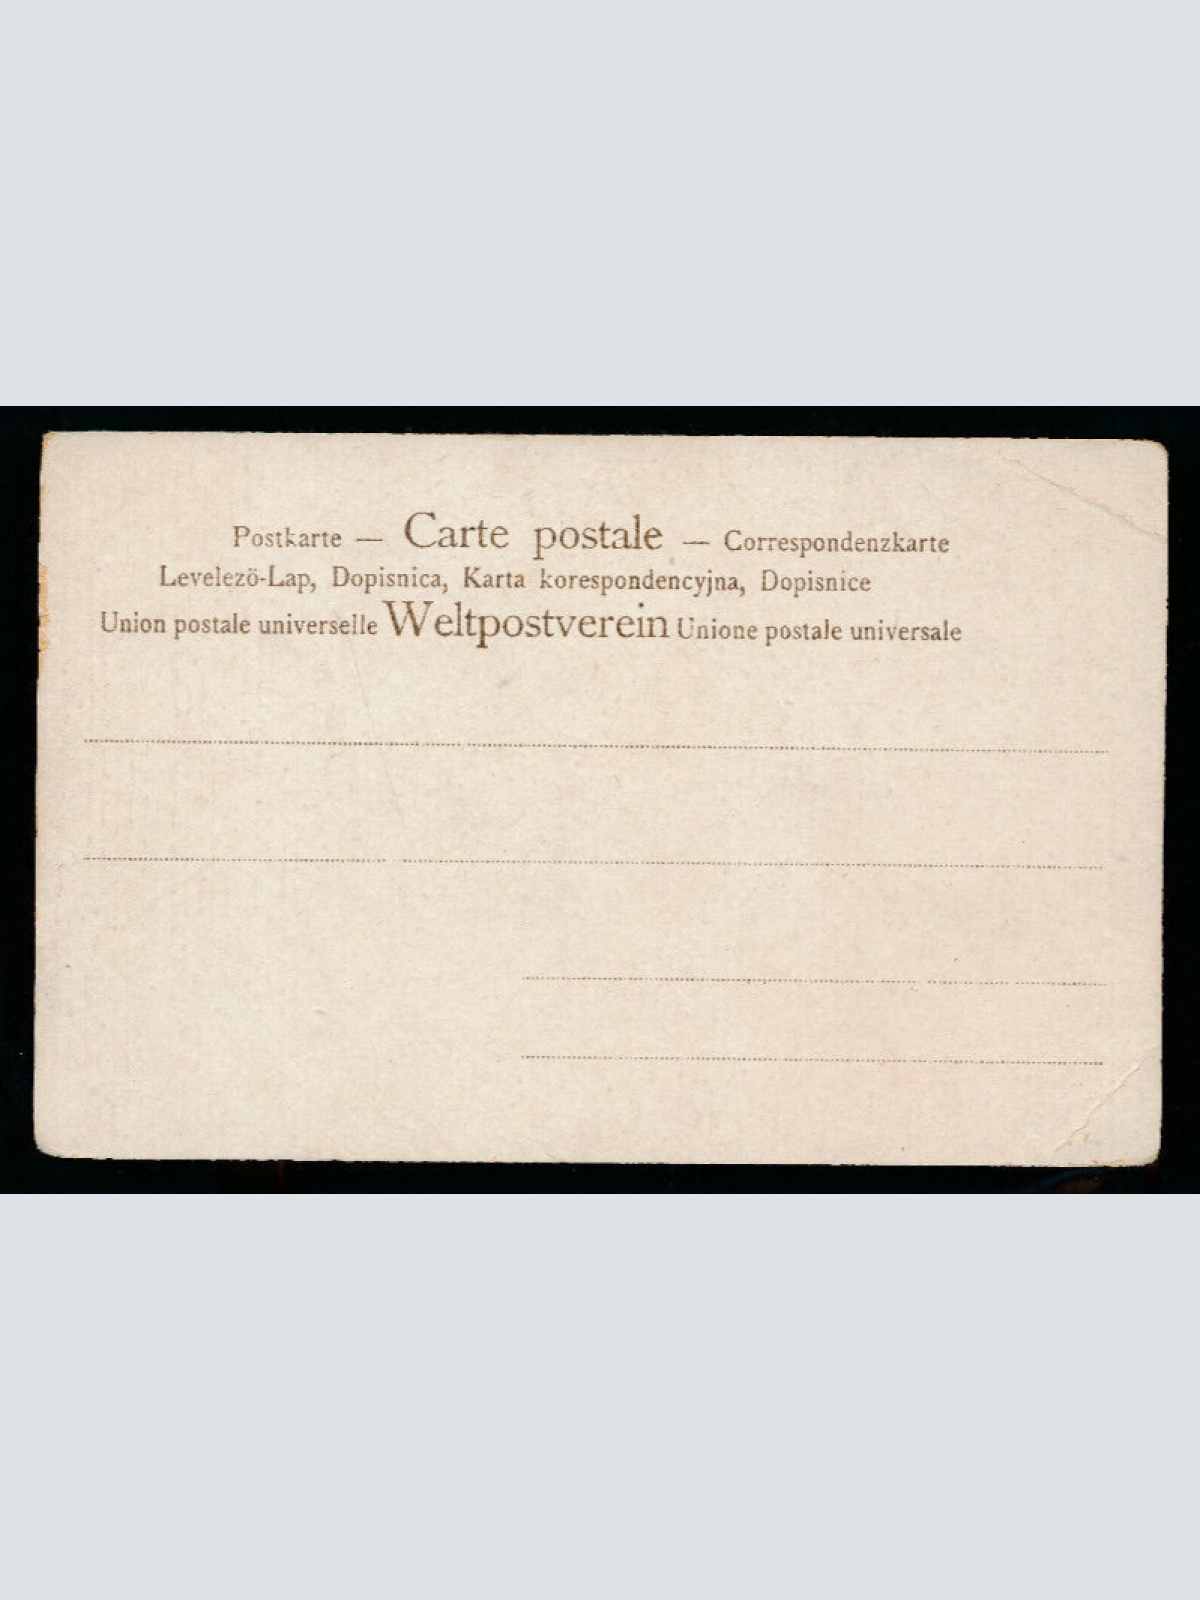 Postkarte — Carte postale — Correspondenzkarte
Levelezö-Lap, Dopisnica, Karta korespondencyjna, Dopisnice
Union postale universelle Weltpostverein Unione postale universale